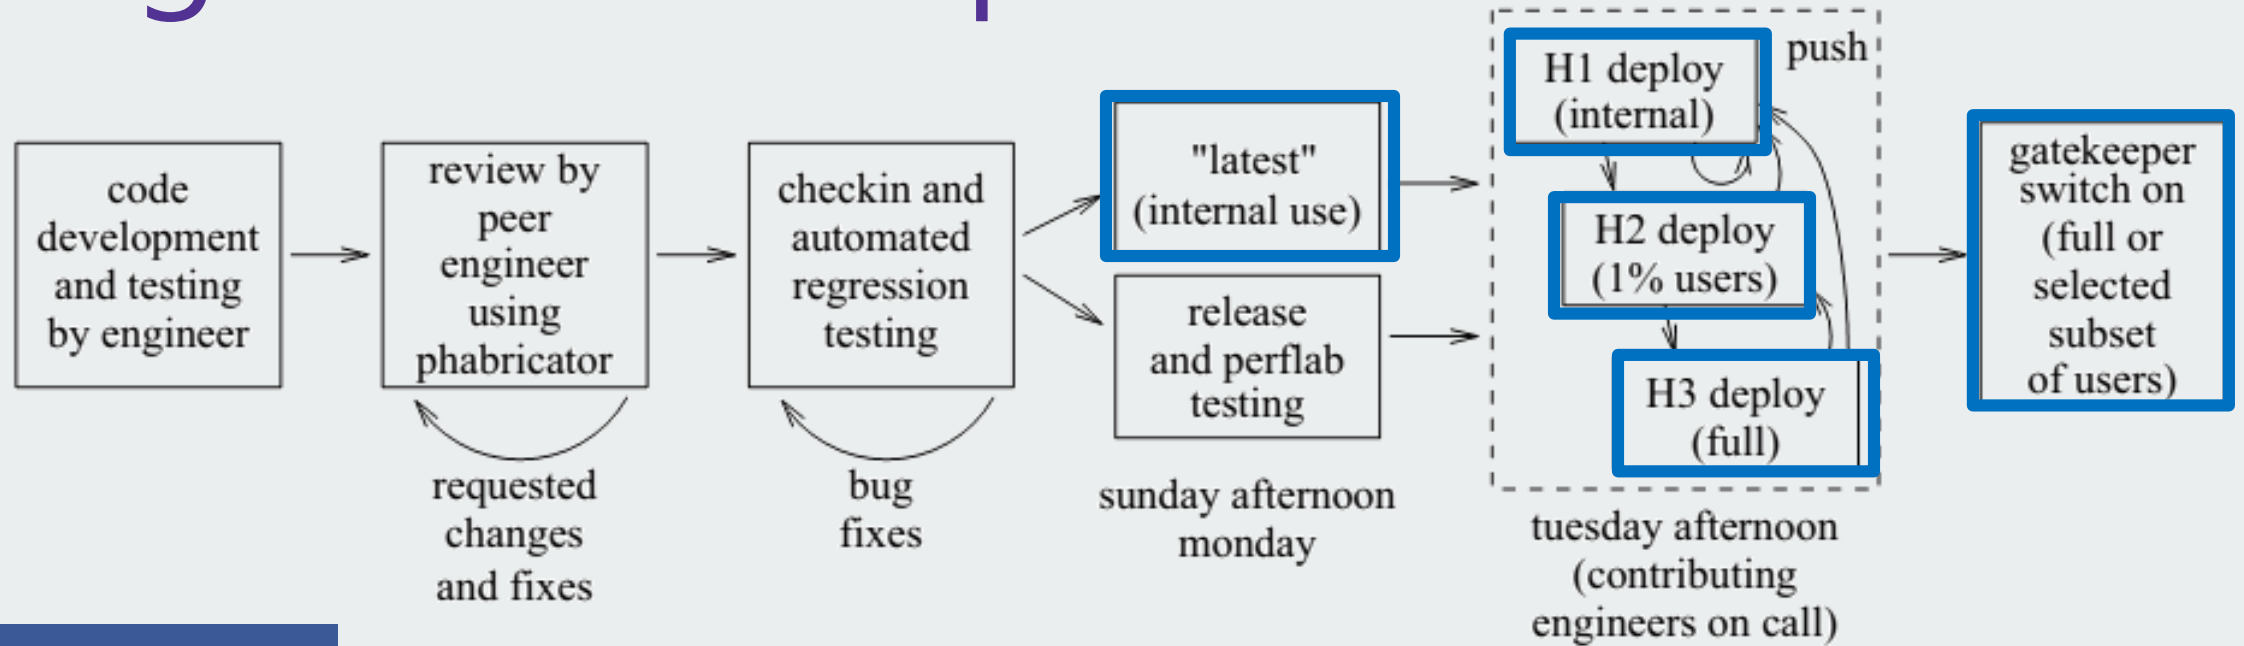 code
development
and testing
by engineer
review by
peer
engineer
using
phabricator
requested
changes
and fixes
checkin and
automated
regression
testing
bug
fixes
"latest"
(internal use)
release
and perflab
testing
sunday afternoon
monday
push
H1 deploy
(internal)
H2 deploy
(1% users)
H3 deploy
(full)
tuesday afternoon
(contributing
engineers on call)
gatekeeper
switch on
(full or
selected
subset
of users)